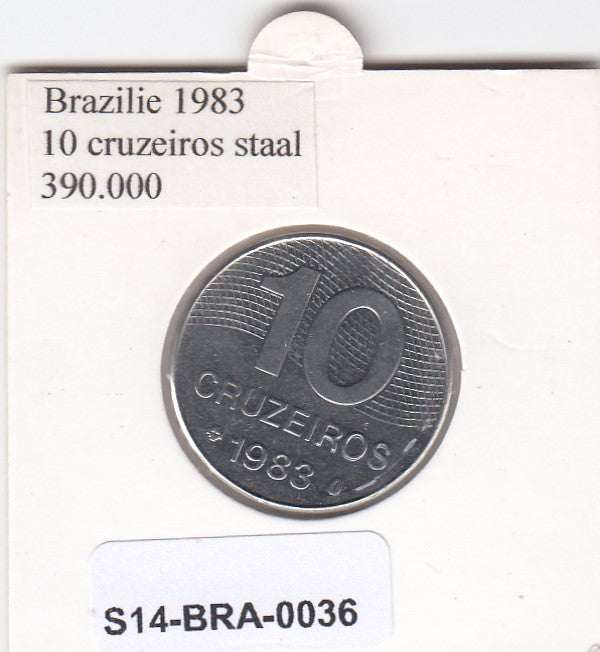 Brazilie 1983
10 cruzeiros staal
390.000
10
CRUZEIROS
1983
S14-BRA-0036